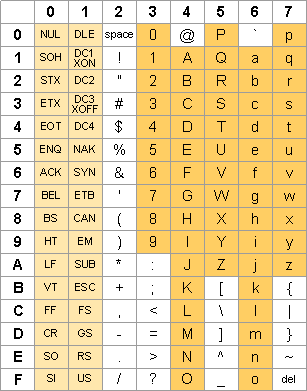 0 1 2 3 4 5 6 7
0 NUL DLE space 0 @ P ` p
1 SOH DC1 XON ! 1 A Q a q
2 STX DC2 " 2 B R b r
3 ETX DC3 XOFF # 3 C S c s
4 EOT DC4 $ 4 D T d t
5 ENQ NAK % 5 E U e u
6 ACK SYN & 6 F V f v
7 BEL ETB ' 7 G W g w
8 BS CAN ( 8 H X h x
9 HT EM ) 9 I Y i y
A LF SUB * : J Z j z
B VT ESC + ; K [ k {
C FF FS , < L \ l |
D CR GS - = M ] m }
E SO RS . > N ^ n ~
F SI US / ? O _ o del